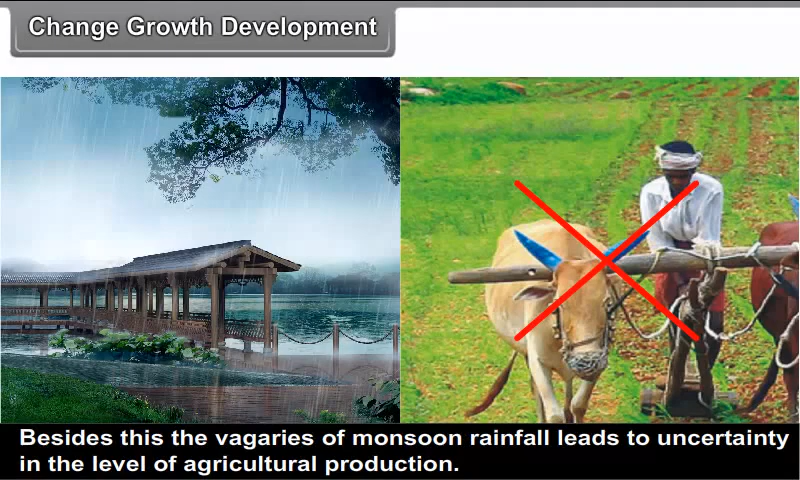 Change Growth Development
Besides this the vagaries of monsoon rainfall leads to uncertainty
in the level of agricultural production.